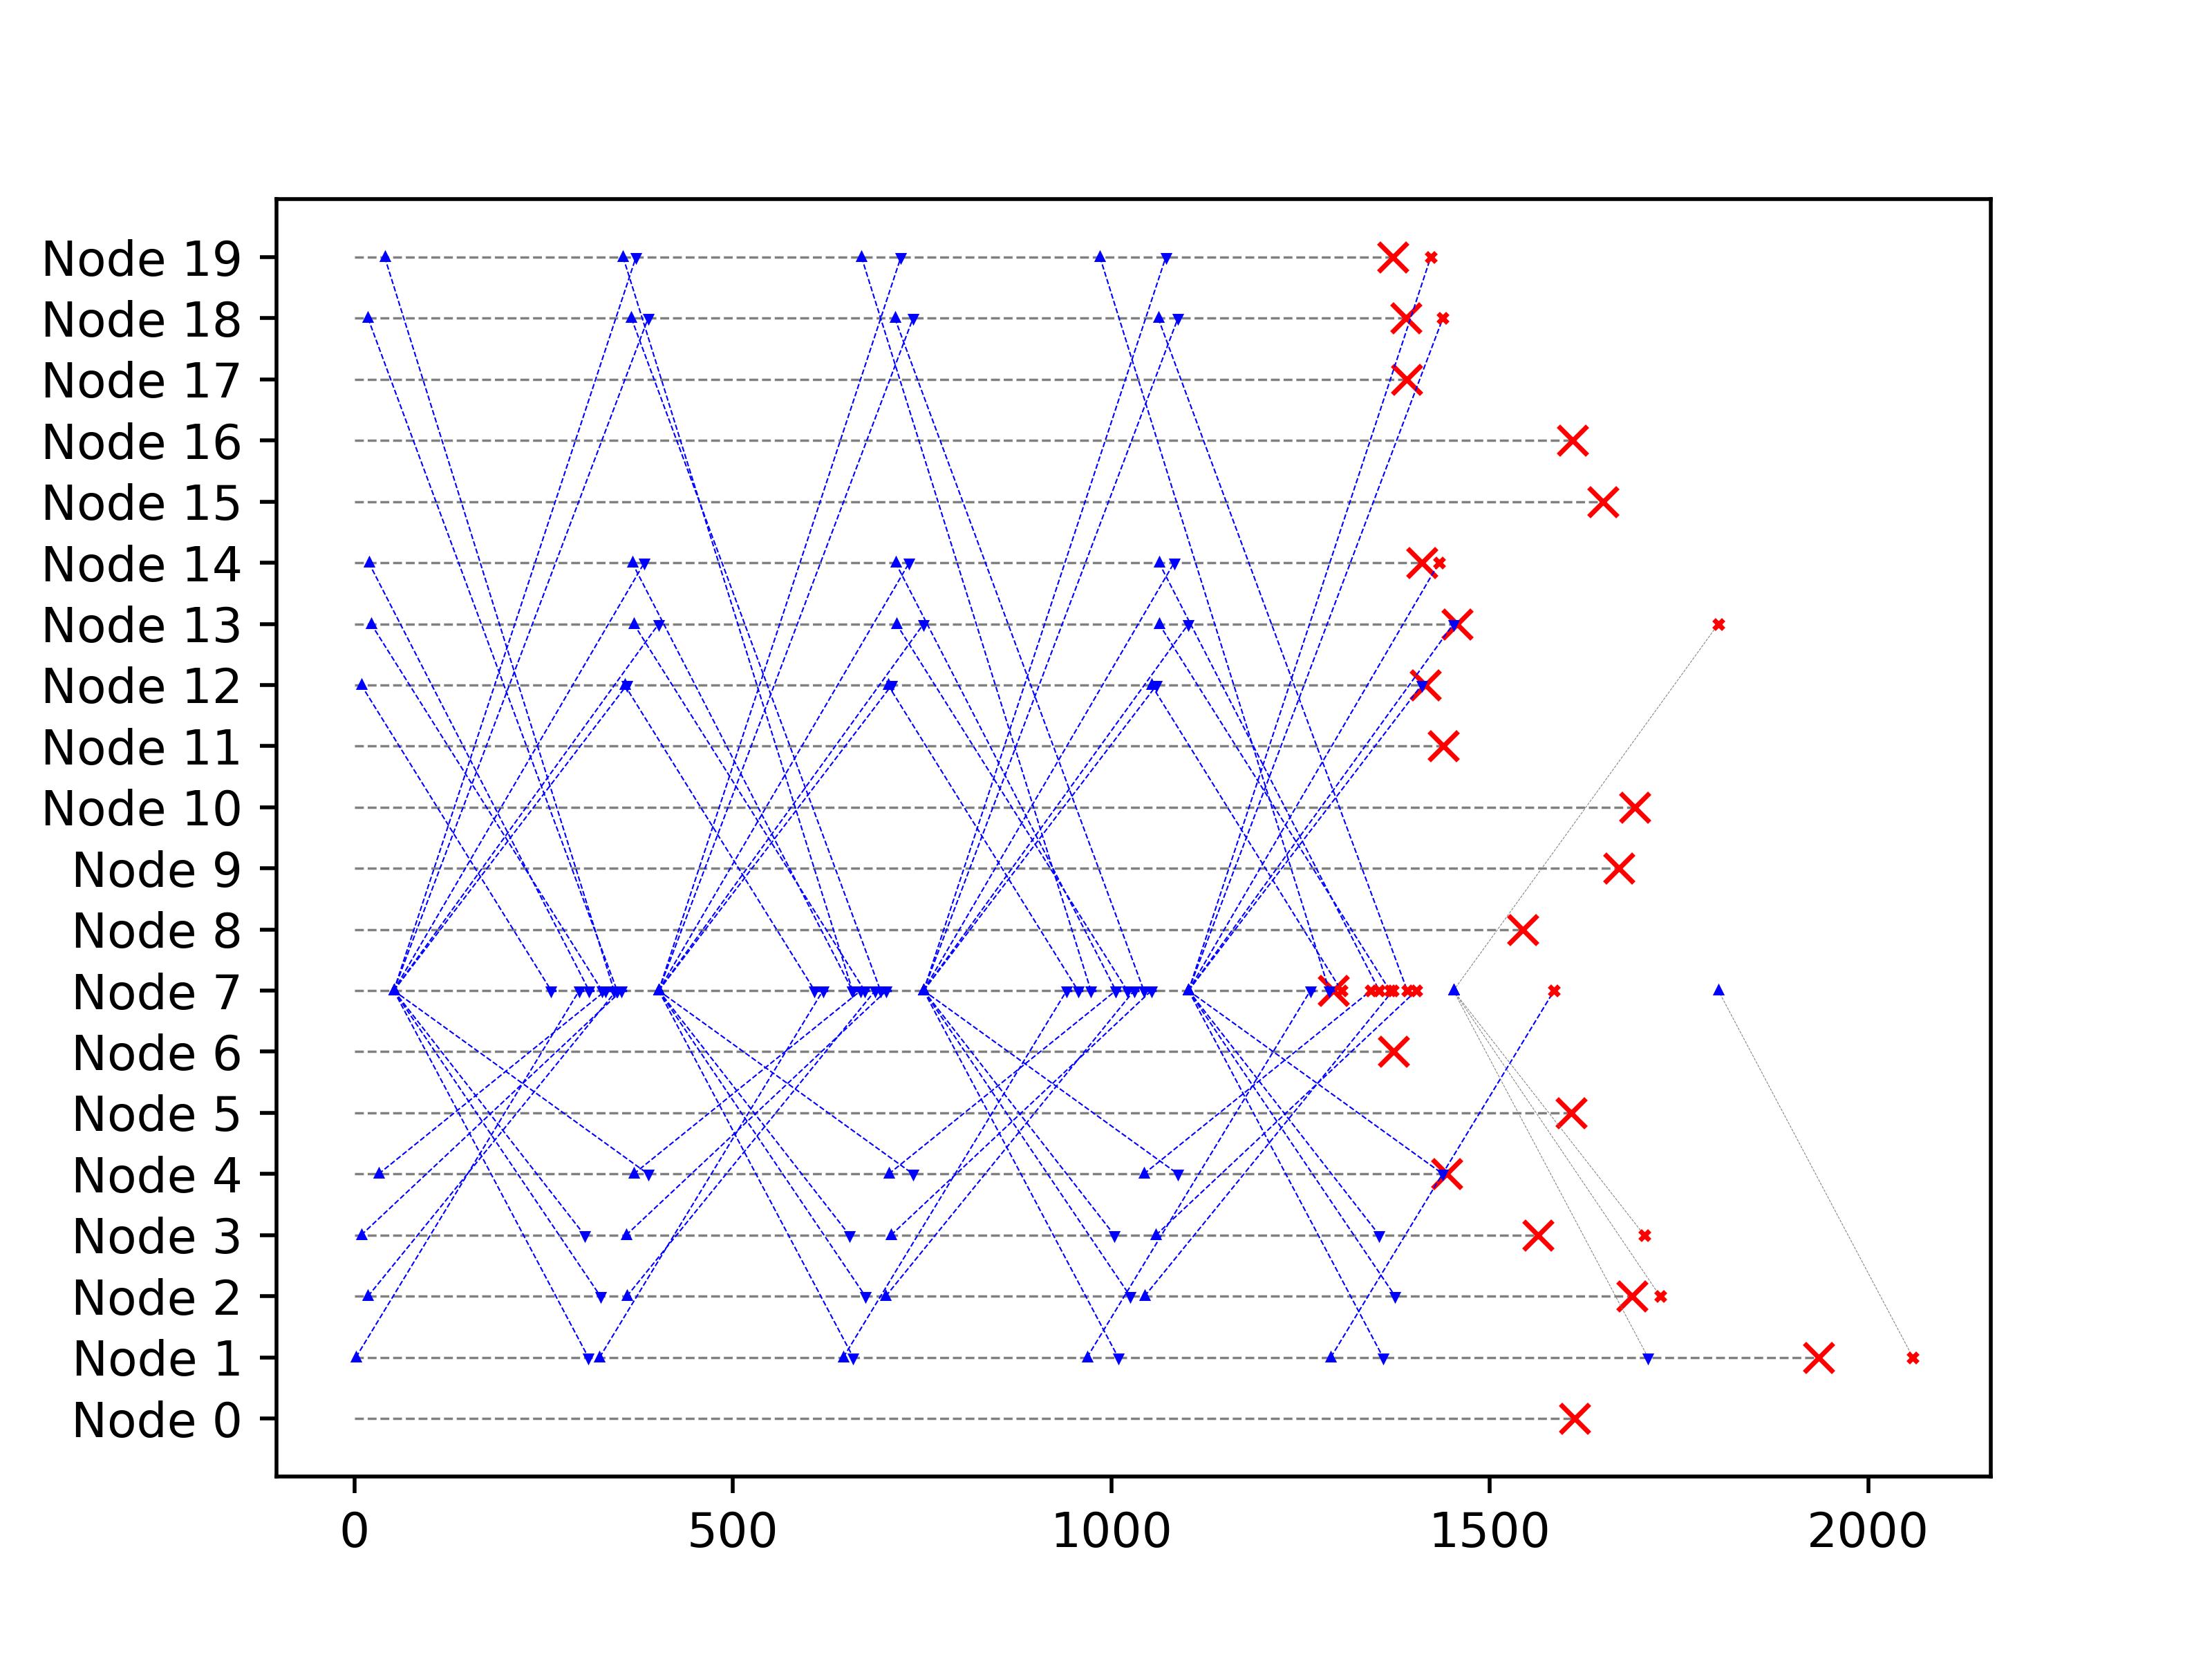 Node 19
Node 18
Node 17
Node 16
Node 15
Node 14
Node 13
Node 12
Node 11
Node 10
Node 9
Node 8
Node 7
Node 6
Node 5
Node 4
Node 3
Node 2
Node 1
Node 0
0 500 1000 1500 2000